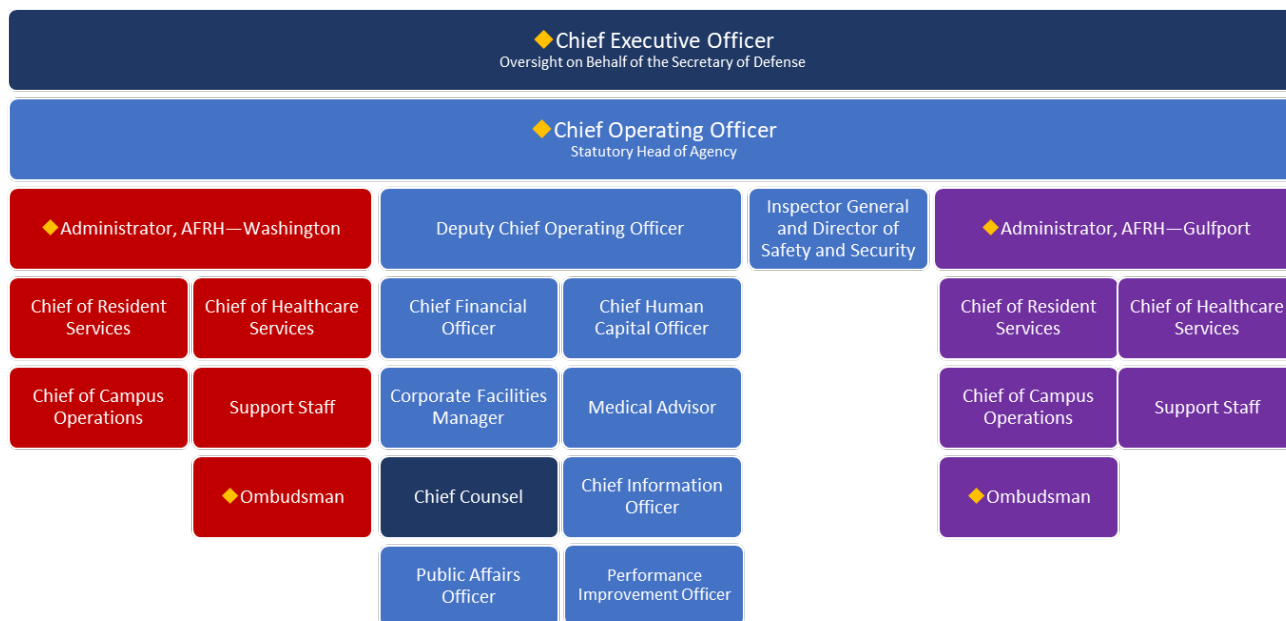 ◆Chief Executive Officer
Oversight on Behalf of the Secretary of Defense
◆Chief Operating Officer
Statutory Head of Agency
◆Administrator, AFRH—Washington
Deputy Chief Operating Officer
Inspector General
and Director of
Safety and Security
◆Administrator, AFRH—Gulfport
Chief of Resident
Services
Chief of Healthcare
Services
Chief Financial
Officer
Chief Human
Capital Officer
Chief of Resident
Services
Chief of Healthcare
Services
Chief of Campus
Operations
Support Staff
Corporate Facilities
Manager
Medical Advisor
Chief of Campus
Operations
Support Staff
◆Ombudsman
Chief Counsel
Chief Information
Officer
◆Ombudsman
Public Affairs
Officer
Performance
Improvement Officer